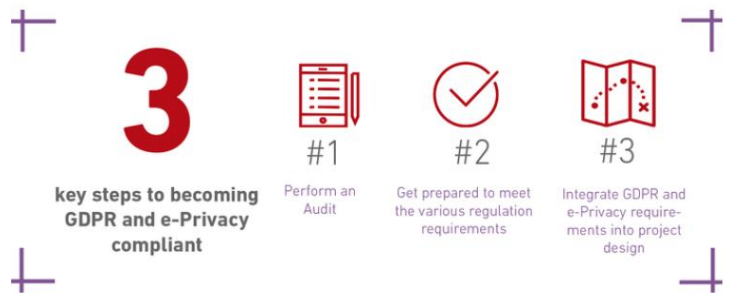 3
key steps to becoming
GDPR and e-Privacy
compliant
#1
Perform an
Audit
#2
Get prepared to meet
the various regulation
requirements
#3
Integrate GDPR and
e-Privacy require-
ments into project
design